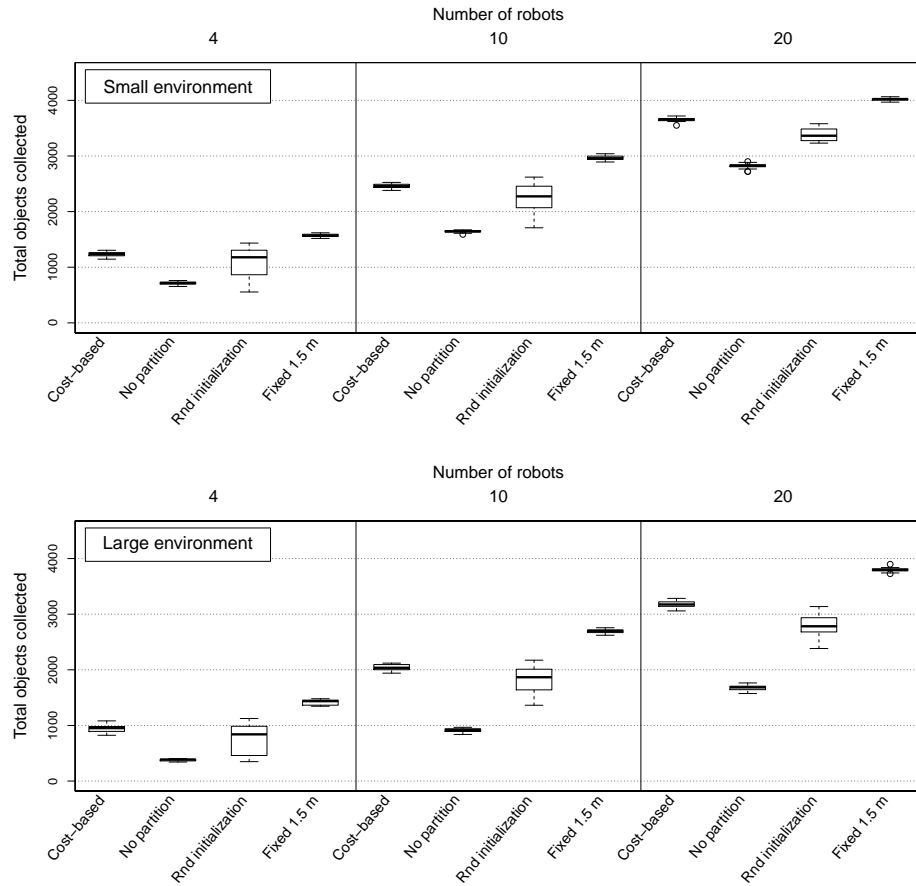 Number of robots
4 10 20
Small environment
Total objects collected
4000
3000
2000
1000
0
Cost−based No partition Rnd initialization Fixed 1.5 m Cost−based No partition Rnd initialization Fixed 1.5 m Cost−based No partition Rnd initialization Fixed 1.5 m
Number of robots
4 10 20
Large environment
Total objects collected
4000
3000
2000
1000
0
Cost−based No partition Rnd initialization Fixed 1.5 m Cost−based No partition Rnd initialization Fixed 1.5 m Cost−based No partition Rnd initialization Fixed 1.5 m